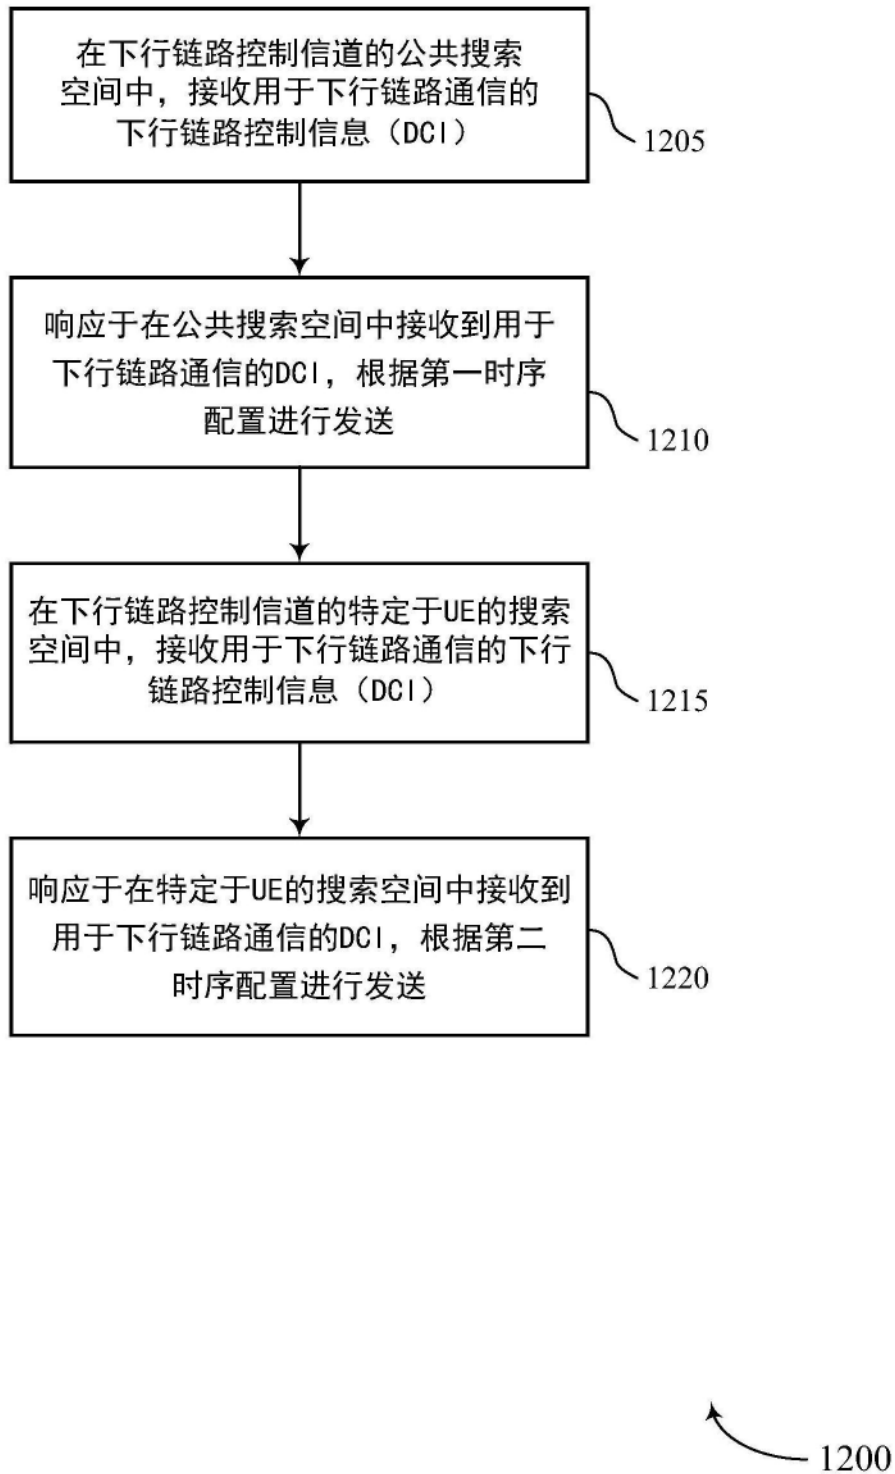 在下行链路控制信道的公共搜索
空间中，接收用于下行链路通信的
下行链路控制信息（DCI）
1205
响应于在公共搜索空间中接收到用于
下行链路通信的DCI，根据第一时序
配置进行发送
1210
在下行链路控制信道的特定于UE的搜索
空间中，接收用于下行链路通信的下行
链路控制信息（DCI）
1215
响应于在特定于UE的搜索空间中接收到
用于下行链路通信的DCI，根据第二
时序配置进行发送
1220
1200